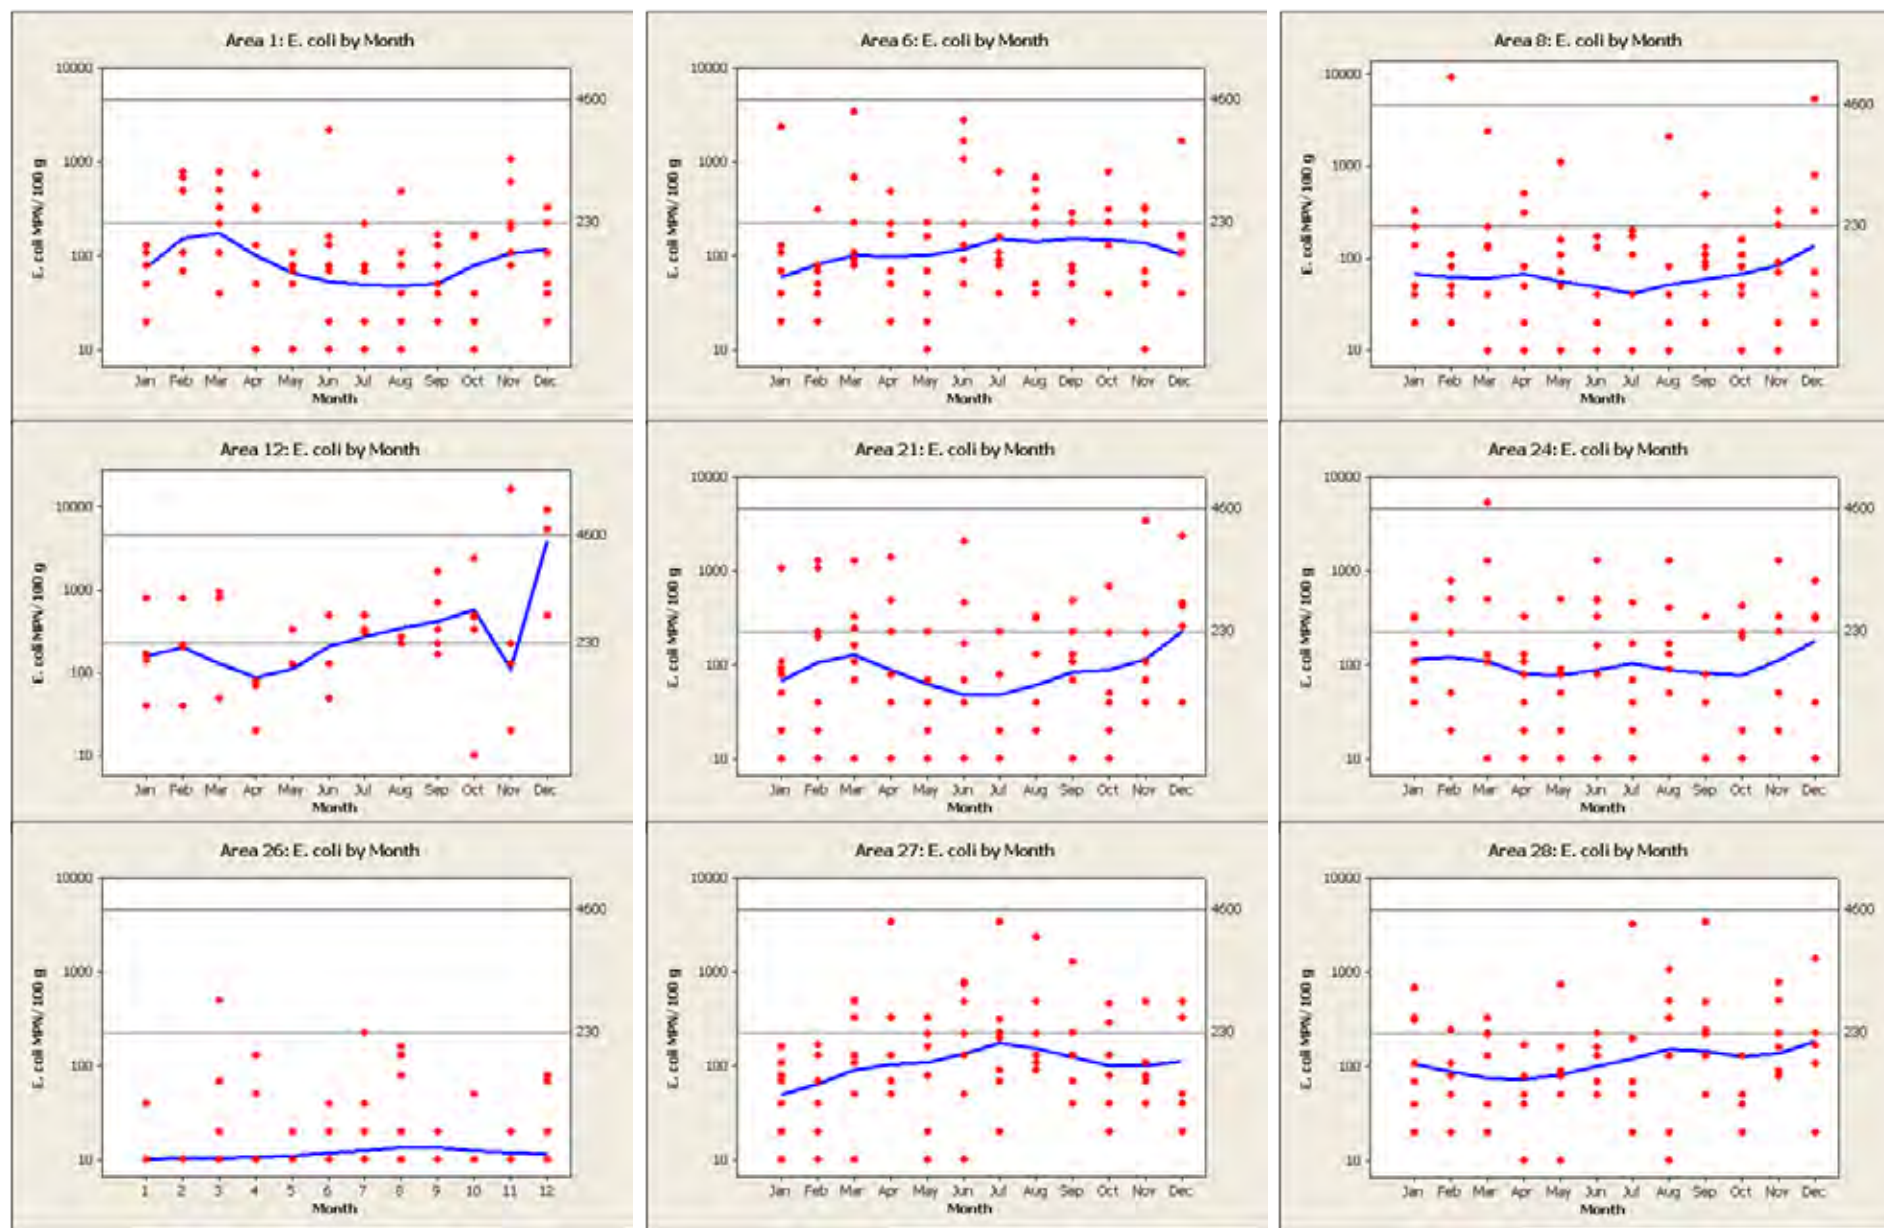 Area 1: E. coli by Month
E. coli MPN/ 100 g
10000
1000
100
10
4600
230
Jan Feb Mar Apr May Jun Jul Aug Sep Oct Nov Dec
Month
Area 6: E. coli by Month
E. coli MPN/ 100 g
10000
1000
100
10
4600
230
Jan Feb Mar Apr May Jun Jul Aug Sep Oct Nov Dec
Month
Area 8: E. coli by Month
E. coli MPN/ 100 g
10000
1000
100
10
4600
230
Jan Feb Mar Apr May Jun Jul Aug Sep Oct Nov Dec
Month
Area 12: E. coli by Month
E. coli MPN/ 100 g
10000
1000
100
10
4600
230
Jan Feb Mar Apr May Jun Jul Aug Sep Oct Nov Dec
Month
Area 21: E. coli by Month
E. coli MPN/ 100 g
10000
1000
100
10
4600
230
Jan Feb Mar Apr May Jun Jul Aug Sep Oct Nov Dec
Month
Area 24: E. coli by Month
E. coli MPN/ 100 g
10000
1000
100
10
4600
230
Jan Feb Mar Apr May Jun Jul Aug Sep Oct Nov Dec
Month
Area 26: E. coli by Month
E. coli MPN/ 100 g
10000
1000
100
10
4600
230
1 2 3 4 5 6 7 8 9 10 11 12
Month
Area 27: E. coli by Month
E. coli MPN/ 100 g
10000
1000
100
10
4600
230
Jan Feb Mar Apr May Jun Jul Aug Sep Oct Nov Dec
Month
Area 28: E. coli by Month
E. coli MPN/ 100 g
10000
1000
100
10
4600
230
Jan Feb Mar Apr May Jun Jul Aug Sep Oct Nov Dec
Month